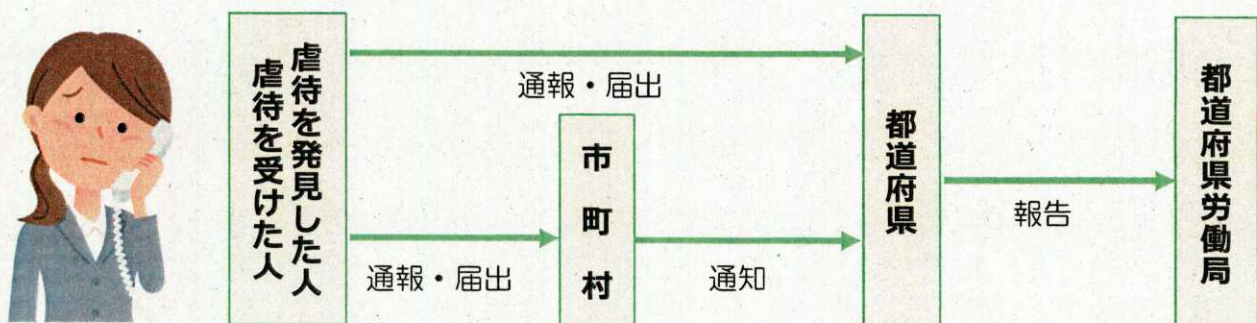 虐待を発見した人
虐待を受けた人
通報・届出
通報・届出
市町村
通知
都道府県
報告
都道府県労働局